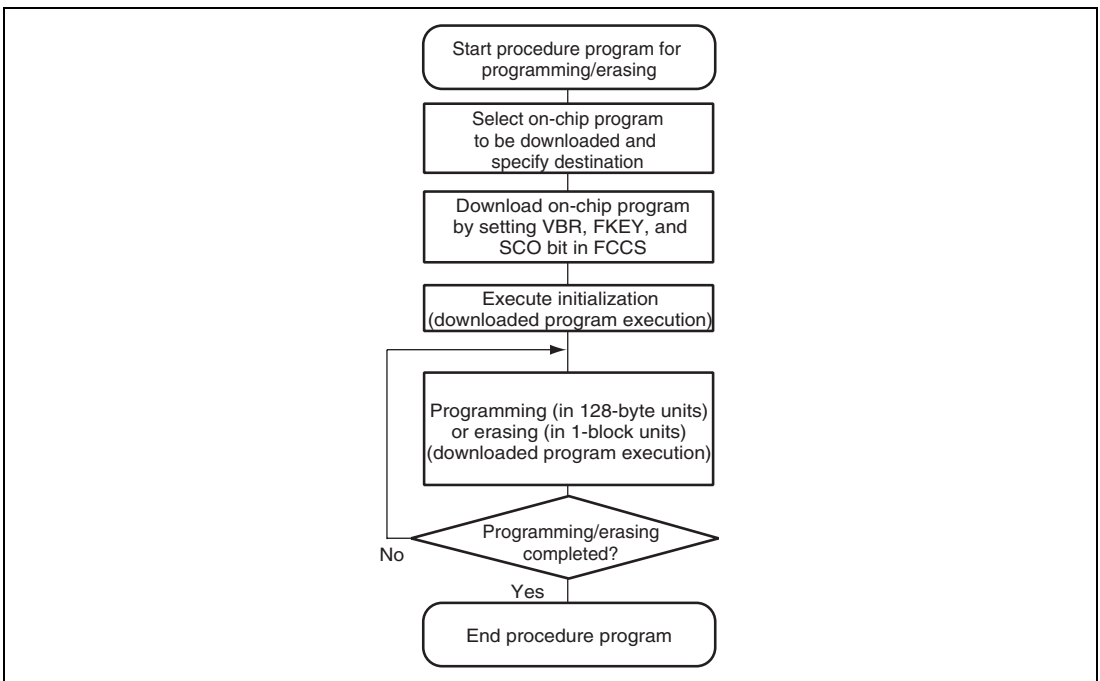 Start procedure program for
programming/erasing
Select on-chip program
to be downloaded and
specify destination
Download on-chip program
by setting VBR, FKEY, and
SCO bit in FCCS
Execute initialization
(downloaded program execution)
Programming (in 128-byte units)
or erasing (in 1-block units)
(downloaded program execution)
Programming/erasing
completed?
No
Yes
End procedure program